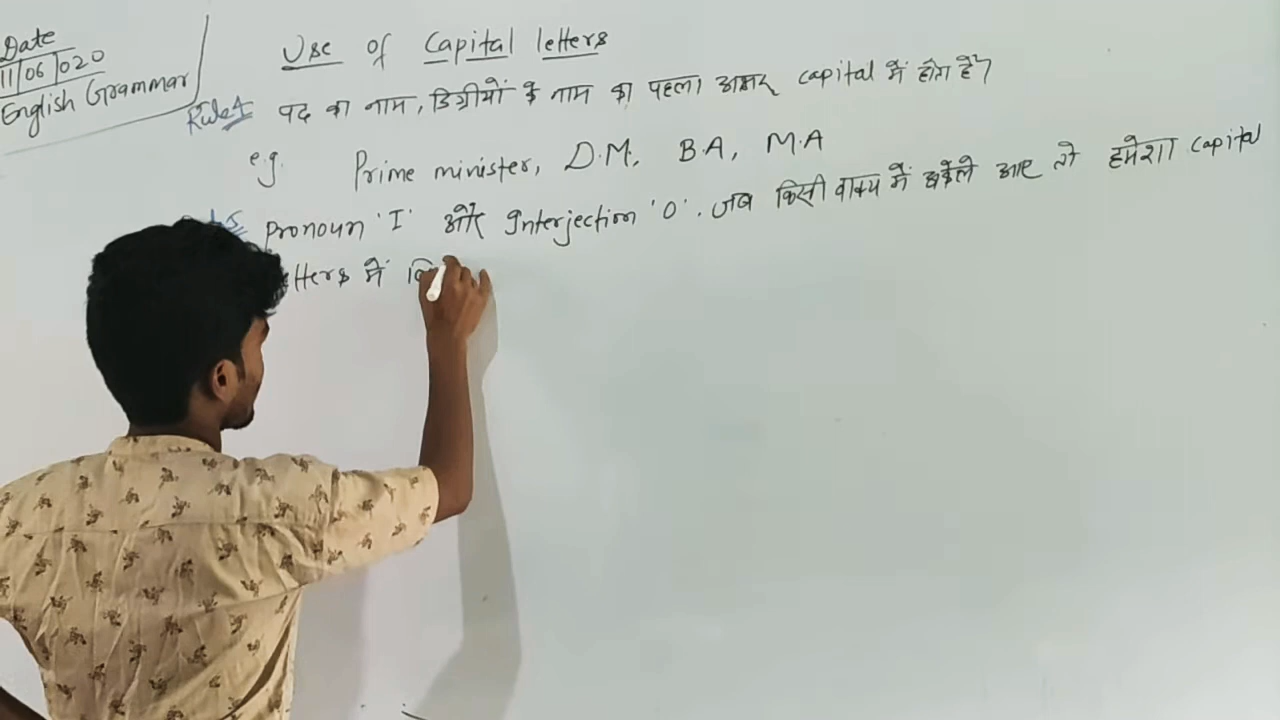 Date
11/06/020
English Grammar
Use of Capital letters
Rule 4 पद का नाम, डिग्रीयों के नाम का पहला अक्षर capital में होता है।
e.g. Prime minister, D.M, B.A, M.A
Pronoun 'I' और Interjection 'O'. जब किसी वाक्य में अकेले आए तो हमेशा capital
में